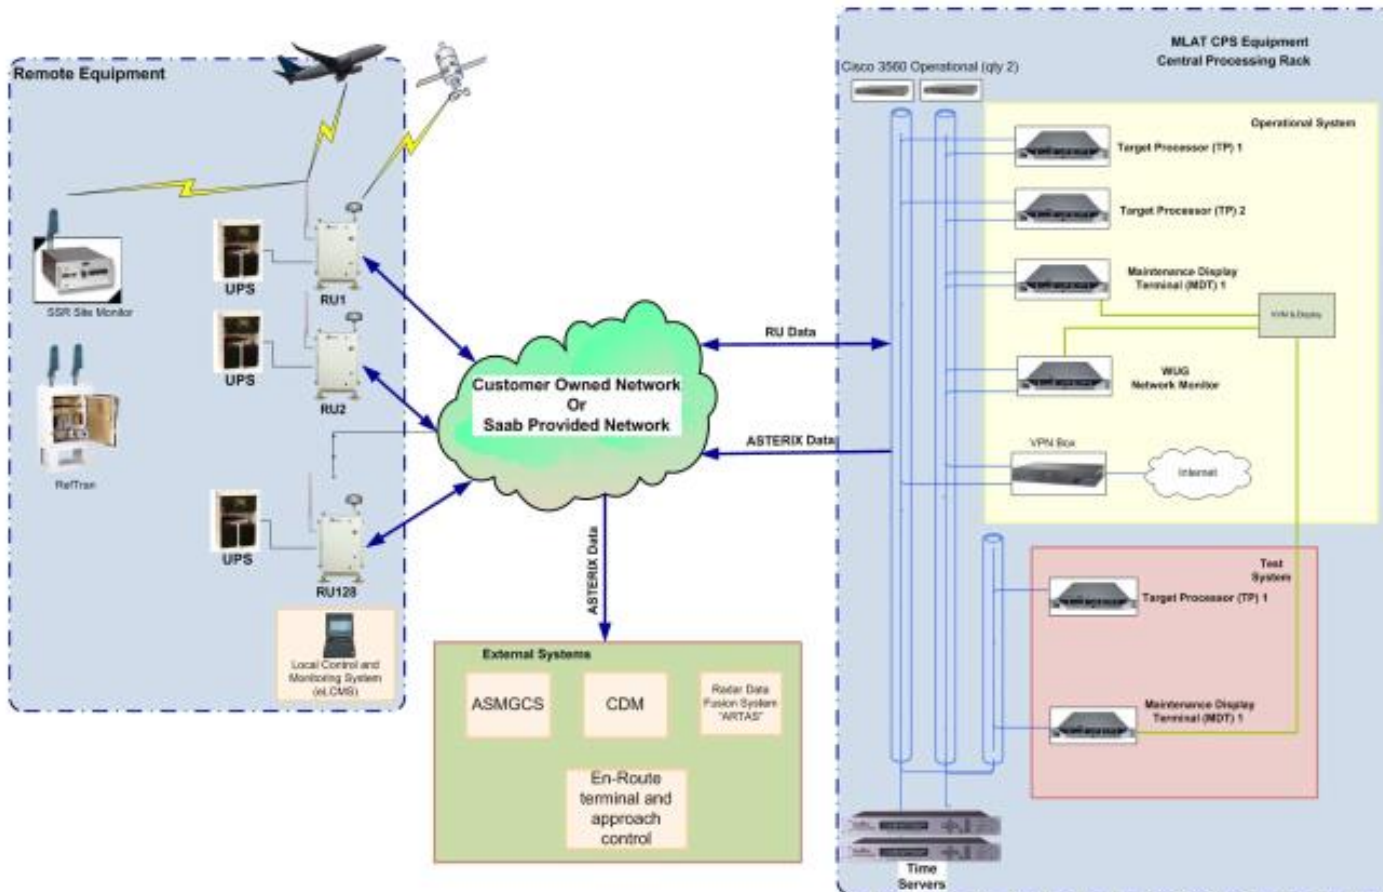 Remote Equipment
SSR Site Monitor
RefTran
UPS
RU1
UPS
RU2
UPS
RU128
Local Control and
Monitoring System
(eLCMS)
Customer Owned Network
Or
Saab Provided Network
RU Data
ASTERIX Data
ASTERIX Data
External Systems
ASMGCS
CDM
Radar Data
Fusion System
"ARTAS"
En-Route
terminal and
approach
control
MLAT CPS Equipment
Central Processing Rack
Cisco 3560 Operational (qty 2)
Operational System
Target Processor (TP) 1
Target Processor (TP) 2
Maintenance Display
Terminal (MDT) 1
KVM & Display
WUG
Network Monitor
VPN Box
Internet
Test
System
Target Processor (TP) 1
Maintenance Display
Terminal (MDT) 1
Time
Servers